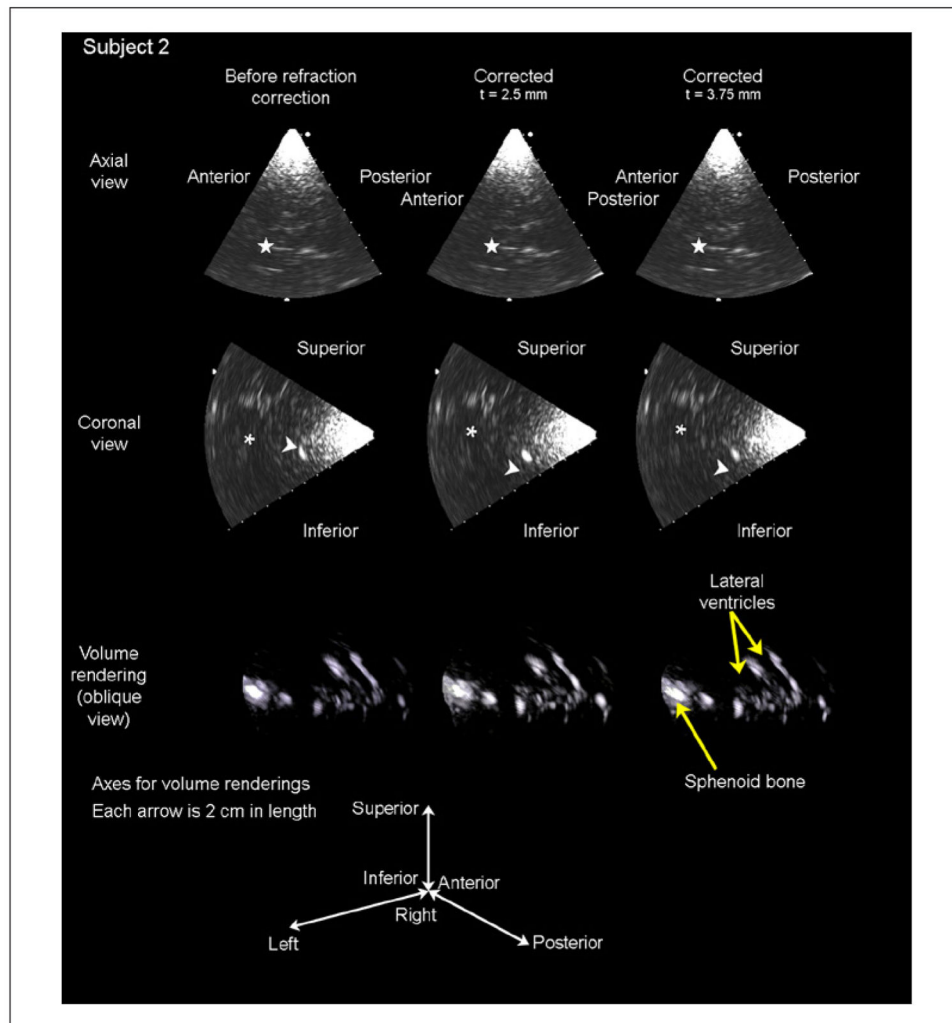 Subject 2
Before refraction
correction
Corrected
t = 2.5 mm
Corrected
t = 3.75 mm
Axial
view
Anterior
Posterior
Anterior
Posterior
Anterior
Posterior
Coronal
view
Superior
Superior
Superior
*
*
*
Inferior
Inferior
Inferior
Volume
rendering
(oblique
view)
Lateral
ventricles
Sphenoid bone
Axes for volume renderings
Each arrow is 2 cm in length
Superior
Inferior
Anterior
Right
Left
Posterior